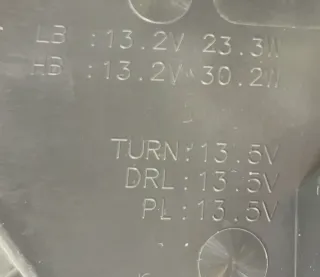 LB :13.2V 23.3W
HB :13.2V 30.2W
TURN:13.5V
DRL:13.5V
PL:13.5V